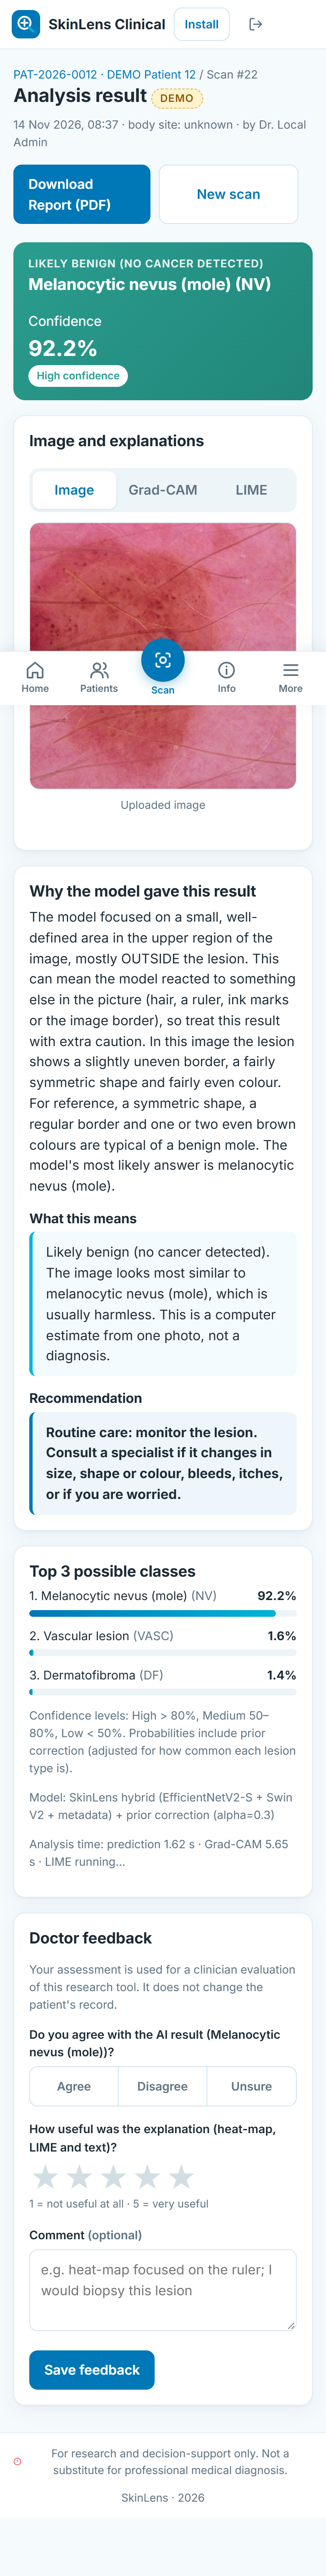 SkinLens Clinical
Install
PAT-2026-0012 · DEMO Patient 12 / Scan #22
Analysis result DEMO
14 Nov 2026, 08:37 · body site: unknown · by Dr. Local
Admin
Download
Report (PDF)
New scan
LIKELY BENIGN (NO CANCER DETECTED)
Melanocytic nevus (mole) (NV)
Confidence
92.2%
High confidence
Image and explanations
Image
Grad-CAM
LIME
Home
Patients
Scan
Info
More
Uploaded image
Why the model gave this result
The model focused on a small, well-
defined area in the upper region of the
image, mostly OUTSIDE the lesion. This
can mean the model reacted to something
else in the picture (hair, a ruler, ink marks
or the image border), so treat this result
with extra caution. In this image the lesion
shows a slightly uneven border, a fairly
symmetric shape and fairly even colour.
For reference, a symmetric shape, a
regular border and one or two even brown
colours are typical of a benign mole. The
model's most likely answer is melanocytic
nevus (mole).
What this means
Likely benign (no cancer detected).
The image looks most similar to
melanocytic nevus (mole), which is
usually harmless. This is a computer
estimate from one photo, not a
diagnosis.
Recommendation
Routine care: monitor the lesion.
Consult a specialist if it changes in
size, shape or colour, bleeds, itches,
or if you are worried.
Top 3 possible classes
1. Melanocytic nevus (mole) (NV) 92.2%
2. Vascular lesion (VASC) 1.6%
3. Dermatofibroma (DF) 1.4%
Confidence levels: High > 80%, Medium 50–
80%, Low < 50%. Probabilities include prior
correction (adjusted for how common each lesion
type is).
Model: SkinLens hybrid (EfficientNetV2-S + Swin
V2 + metadata) + prior correction (alpha=0.3)
Analysis time: prediction 1.62 s · Grad-CAM 5.65
s · LIME running...
Doctor feedback
Your assessment is used for a clinician evaluation
of this research tool. It does not change the
patient's record.
Do you agree with the AI result (Melanocytic
nevus (mole))?
Agree
Disagree
Unsure
How useful was the explanation (heat-map,
LIME and text)?
1 = not useful at all · 5 = very useful
Comment (optional)
e.g. heat-map focused on the ruler; I
would biopsy this lesion
Save feedback
For research and decision-support only. Not a
substitute for professional medical diagnosis.
SkinLens · 2026